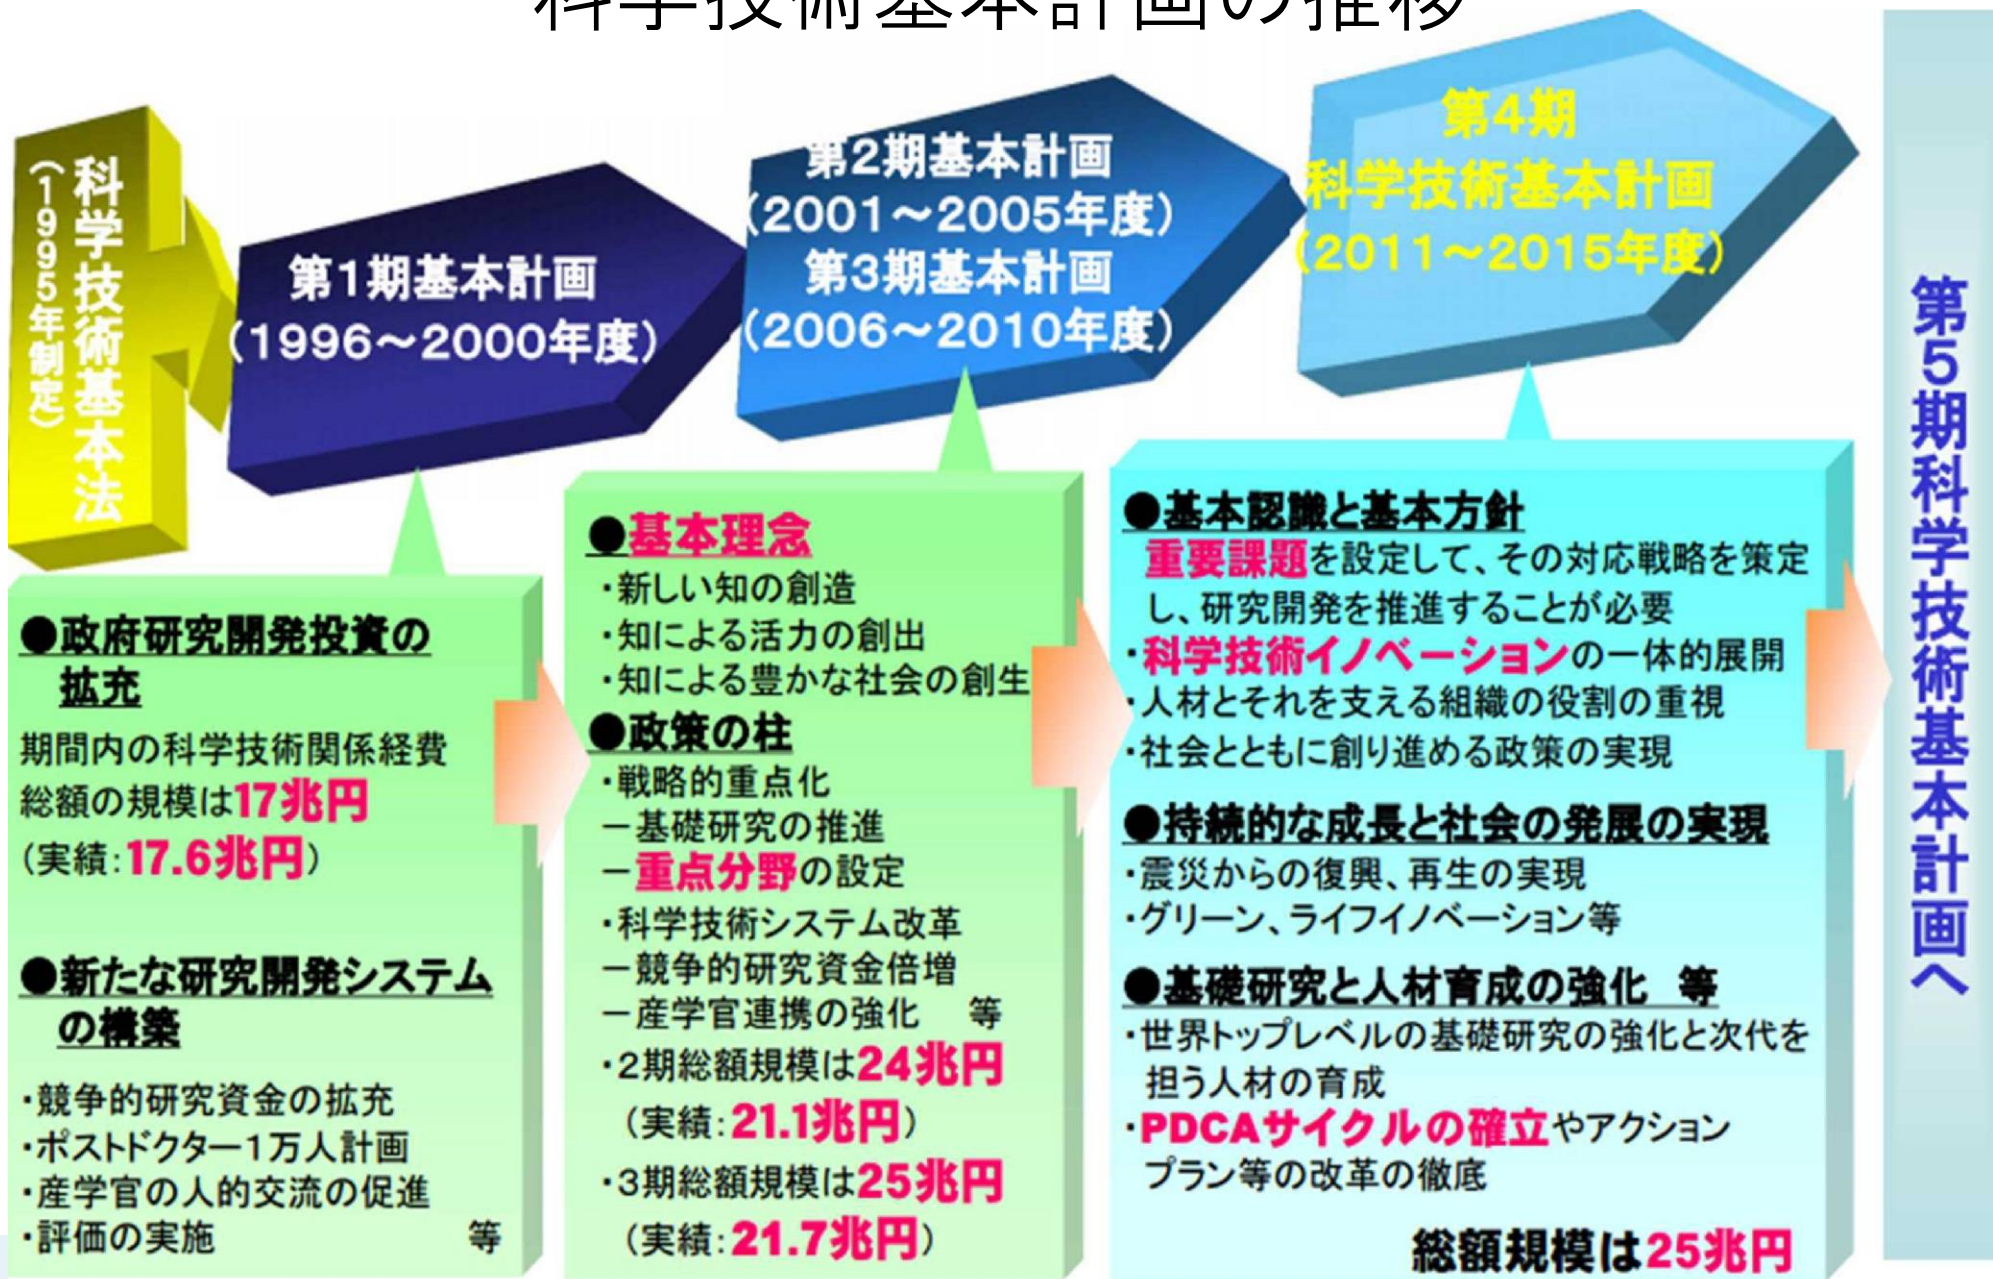 科学技術基本計画の推移
科学技術基本法
(1995年制定)
第1期基本計画
(1996～2000年度)
第2期基本計画
(2001～2005年度)
第3期基本計画
(2006～2010年度)
第4期
科学技術基本計画
(2011～2015年度)
●政府研究開発投資の
拡充
期間内の科学技術関係経費
総額の規模は17兆円
(実績:17.6兆円)
●新たな研究開発システム
の構築
・競争的研究資金の拡充
・ポストドクター1万人計画
・産学官の人的交流の促進
・評価の実施 等
●基本理念
・新しい知の創造
・知による活力の創出
・知による豊かな社会の創生
●政策の柱
・戦略的重点化
－基礎研究の推進
－重点分野の設定
・科学技術システム改革
－競争的研究資金倍増
－産学官連携の強化 等
・2期総額規模は24兆円
(実績:21.1兆円)
・3期総額規模は25兆円
(実績:21.7兆円)
●基本認識と基本方針
重要課題を設定して、その対応戦略を策定
し、研究開発を推進することが必要
・科学技術イノベーションの一体的展開
・人材とそれを支える組織の役割の重視
・社会とともに創り進める政策の実現
●持続的な成長と社会の発展の実現
・震災からの復興、再生の実現
・グリーン、ライフイノベーション等
●基礎研究と人材育成の強化 等
・世界トップレベルの基礎研究の強化と次代を
担う人材の育成
・PDCAサイクルの確立やアクション
プラン等の改革の徹底
総額規模は25兆円
第5期科学技術基本計画へ